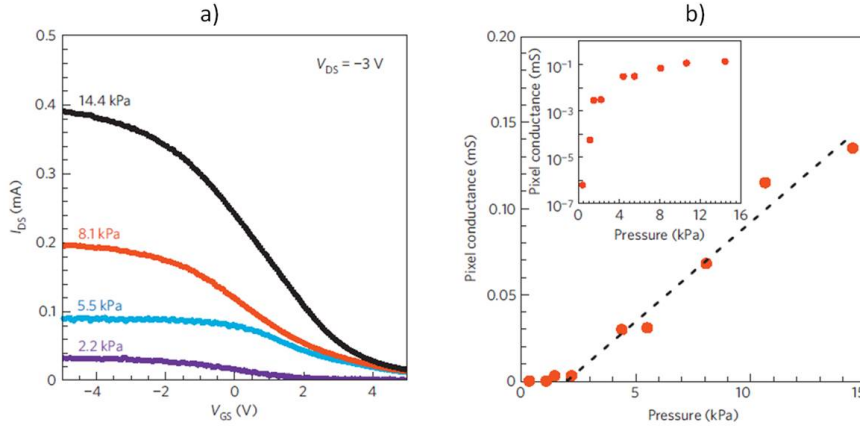 a)
0.5
0.4
0.3
0.2
0.1
0
I_DS (mA)
V_DS = −3 V
14.4 kPa
8.1 kPa
5.5 kPa
2.2 kPa
−4
−2
0
2
4
V_GS (V)
b)
0.20
0.15
0.10
0.05
0
Pixel conductance (mS)
0
5
10
15
Pressure (kPa)
10⁻¹
10⁻³
10⁻⁵
10⁻⁷
Pixel conductance (mS)
0
4
8
12
16
Pressure (kPa)